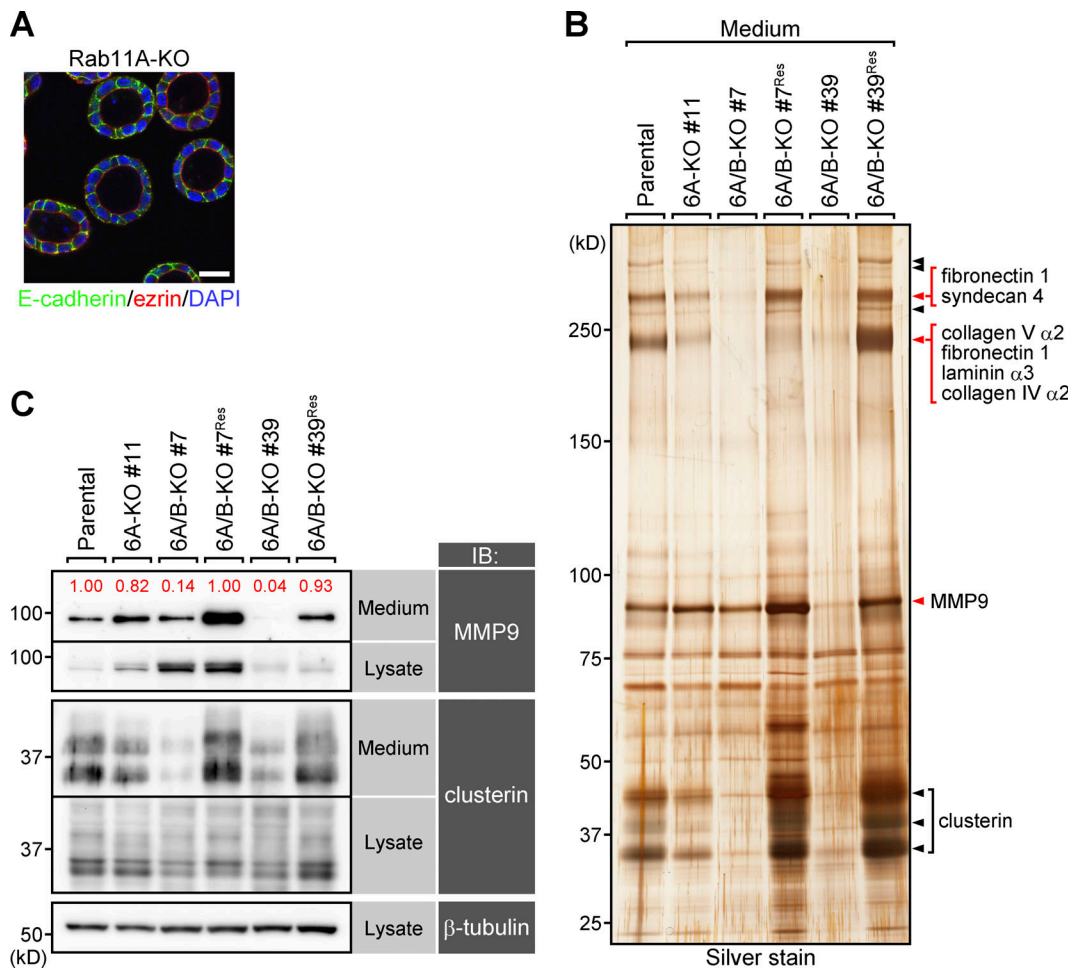 A
Rab11A-KO
E-cadherin/ezrin/DAPI
B
Medium
Parental
6A-KO #11
6A/B-KO #7
6A/B-KO #7Res
6A/B-KO #39
6A/B-KO #39Res
(kD)
250
150
100
75
50
37
25
fibronectin 1
syndecan 4
collagen V α2
fibronectin 1
laminin α3
collagen IV α2
MMP9
clusterin
Silver stain
C
Parental
6A-KO #11
6A/B-KO #7
6A/B-KO #7Res
6A/B-KO #39
6A/B-KO #39Res
IB:
1.00 0.82 0.14 1.00 0.04 0.93
100
Medium
MMP9
100
Lysate
37
Medium
clusterin
37
Lysate
50
Lysate
β-tubulin
(kD)